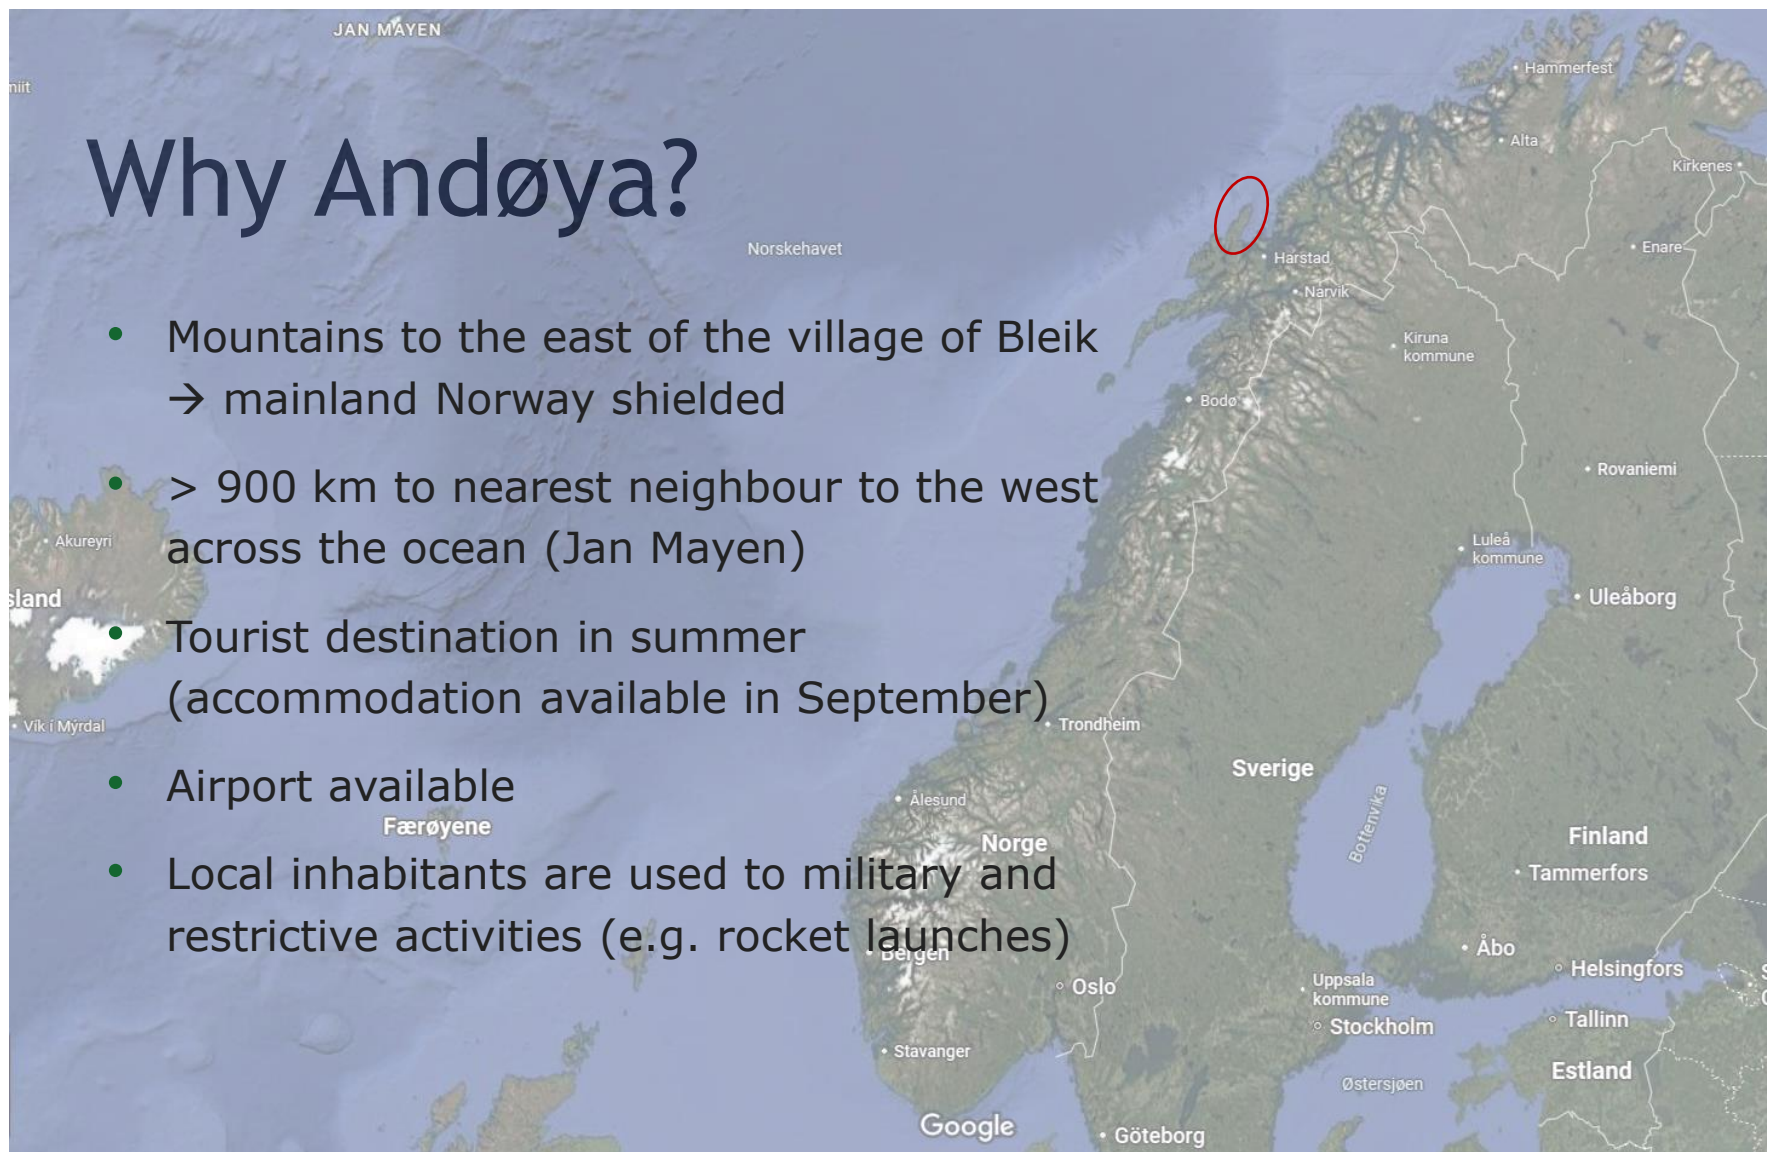 JAN MAYEN
Hammerfest
Why Andøya?
Alta
Kirkenes
Norskehavet
Enare
Harstad
Narvik
• Mountains to the east of the village of Bleik
→ mainland Norway shielded
Kiruna
kommune
Bodø
• > 900 km to nearest neighbour to the west
across the ocean (Jan Mayen)
Rovaniemi
Akureyri
Luleå
kommune
sland
Uleåborg
• Tourist destination in summer
(accommodation available in September)
Vík í Mýrdal
Trondheim
Sverige
• Airport available
Ålesund
Færøyene
Norge
Bottenvika
Finland
Tammerfors
• Local inhabitants are used to military and
restrictive activities (e.g. rocket launches)
Bergen
Åbo
Helsingfors
Oslo
Uppsala
kommune
Stockholm
Tallinn
Stavanger
Estland
Østersjøen
Google
Göteborg